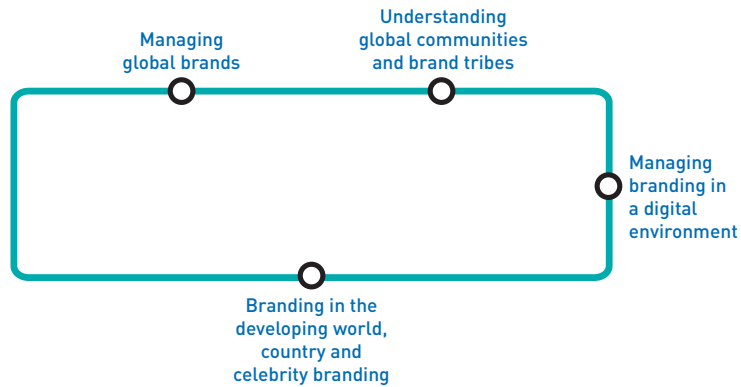 Managing
global brands
Understanding
global communities
and brand tribes
Managing
branding in
a digital
environment
Branding in the
developing world,
country and
celebrity branding